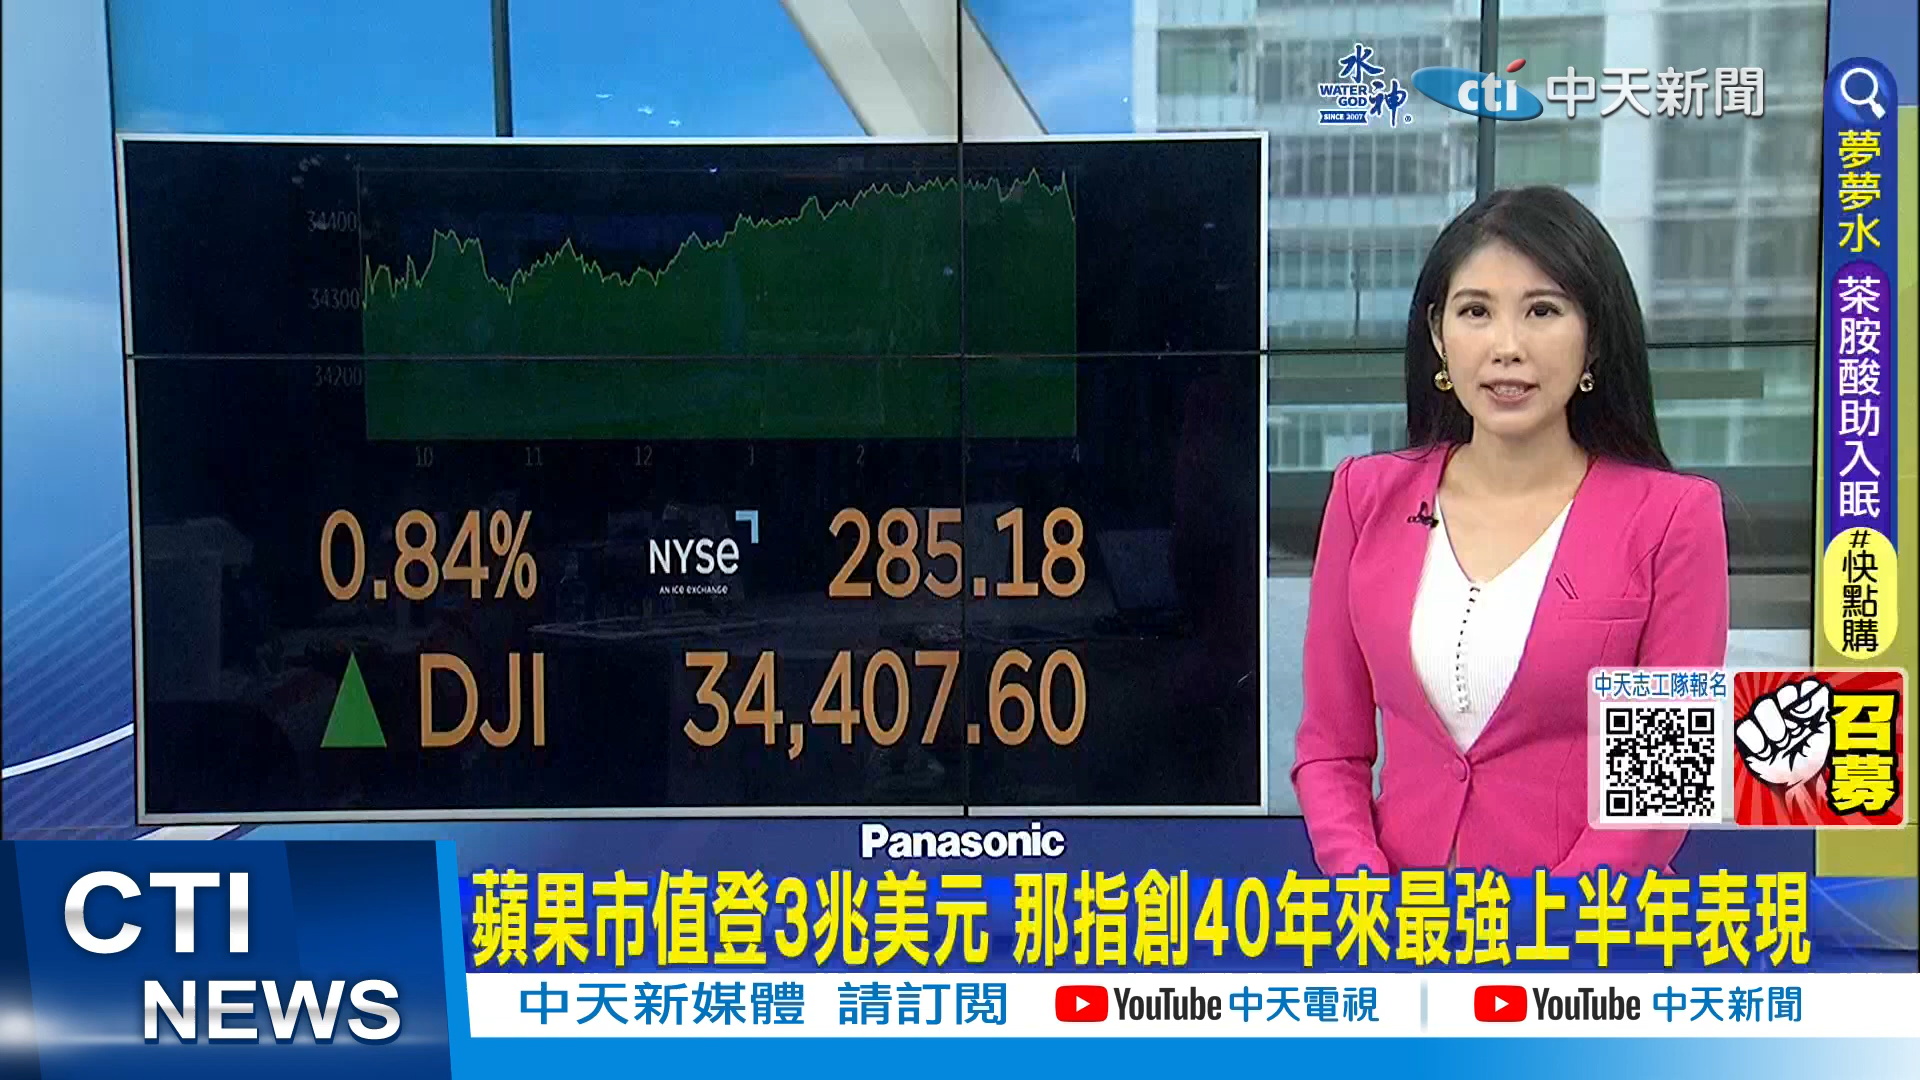 水神
WATER GOD
SINCE 2007
cti 中天新聞
夢夢水
茶胺酸助入眠
#快點購
34400
34300
34200
10 11 12 1 2 3 4
0.84% NYSE 285.18
AN ICE EXCHANGE
DJI 34,407.60
中天志工隊報名
召募
Panasonic
蘋果市值登3兆美元 那指創40年來最強上半年表現
CTI NEWS
中天新媒體 請訂閱 YouTube 中天電視 YouTube 中天新聞